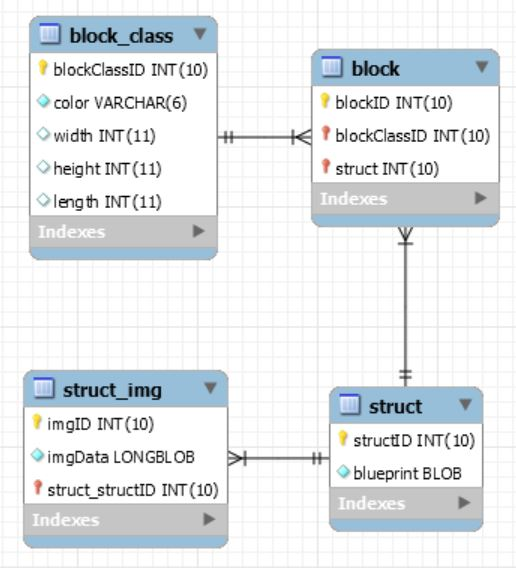 block_class
blockClassID INT(10)
color VARCHAR(6)
width INT(11)
height INT(11)
length INT(11)
Indexes
block
blockID INT(10)
blockClassID INT(10)
struct INT(10)
Indexes
struct_img
imgID INT(10)
imgData LONGBLOB
struct_structID INT(10)
Indexes
struct
structID INT(10)
blueprint BLOB
Indexes